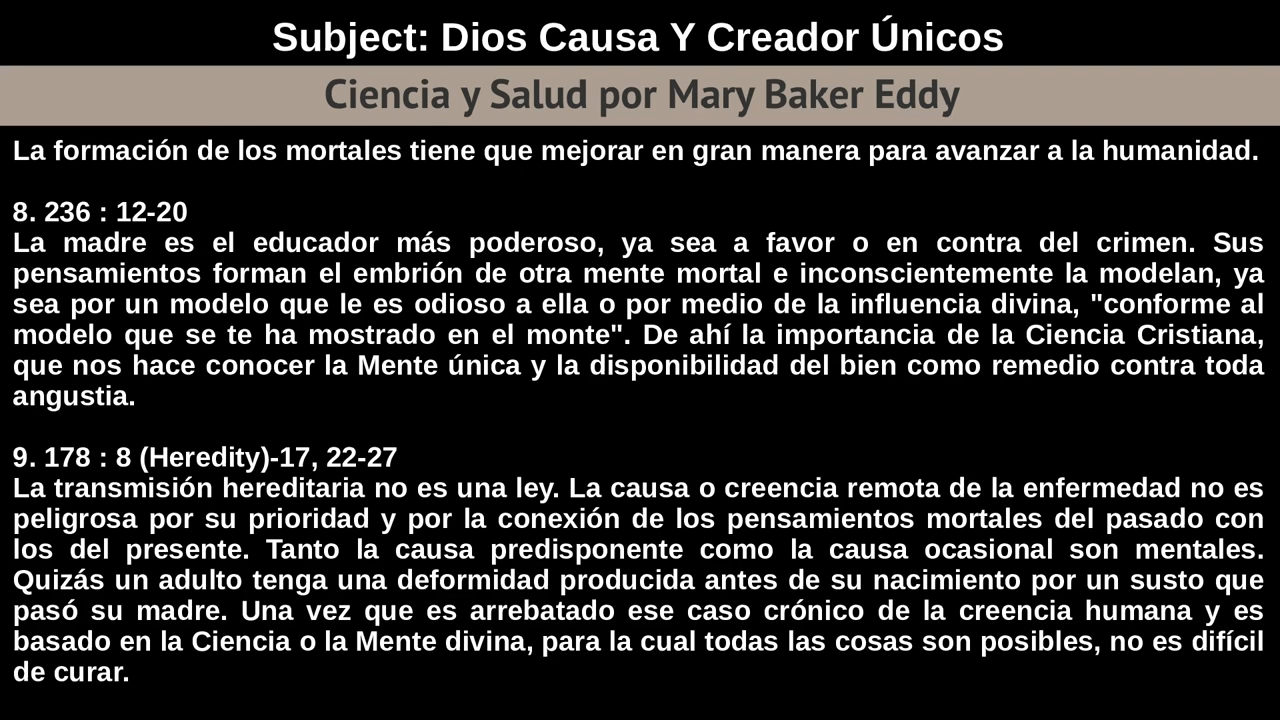 Subject: Dios Causa Y Creador Únicos
Ciencia y Salud por Mary Baker Eddy
La formación de los mortales tiene que mejorar en gran manera para avanzar a la humanidad.
8. 236 : 12-20
La madre es el educador más poderoso, ya sea a favor o en contra del crimen. Sus
pensamientos forman el embrión de otra mente mortal e inconscientemente la modelan, ya
sea por un modelo que le es odioso a ella o por medio de la influencia divina, "conforme al
modelo que se te ha mostrado en el monte". De ahí la importancia de la Ciencia Cristiana,
que nos hace conocer la Mente única y la disponibilidad del bien como remedio contra toda
angustia.
9. 178 : 8 (Heredity)-17, 22-27
La transmisión hereditaria no es una ley. La causa o creencia remota de la enfermedad no es
peligrosa por su prioridad y por la conexión de los pensamientos mortales del pasado con
los del presente. Tanto la causa predisponente como la causa ocasional son mentales.
Quizás un adulto tenga una deformidad producida antes de su nacimiento por un susto que
pasó su madre. Una vez que es arrebatado ese caso crónico de la creencia humana y es
basado en la Ciencia o la Mente divina, para la cual todas las cosas son posibles, no es difícil
de curar.